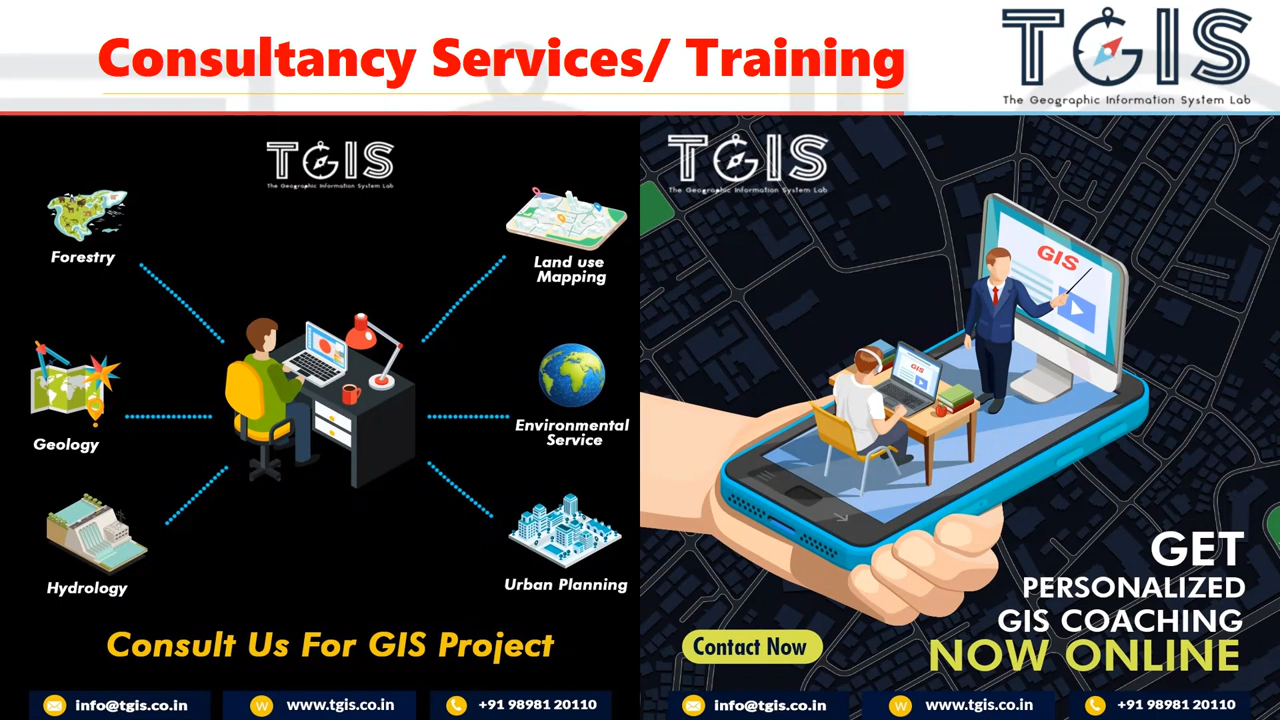 Consultancy Services/ Training
TGIS
The Geographic Information System Lab
TGIS
The Geographic Information System Lab
Forestry
Land use
Mapping
Geology
Environmental
Service
Hydrology
Urban Planning
Consult Us For GIS Project
info@tgis.co.in
W
www.tgis.co.in
+91 98981 20110
TGIS
The Geographic Information System Lab
GIS
GIS
GET
PERSONALIZED
GIS COACHING
NOW ONLINE
Contact Now
info@tgis.co.in
W
www.tgis.co.in
+91 98981 20110